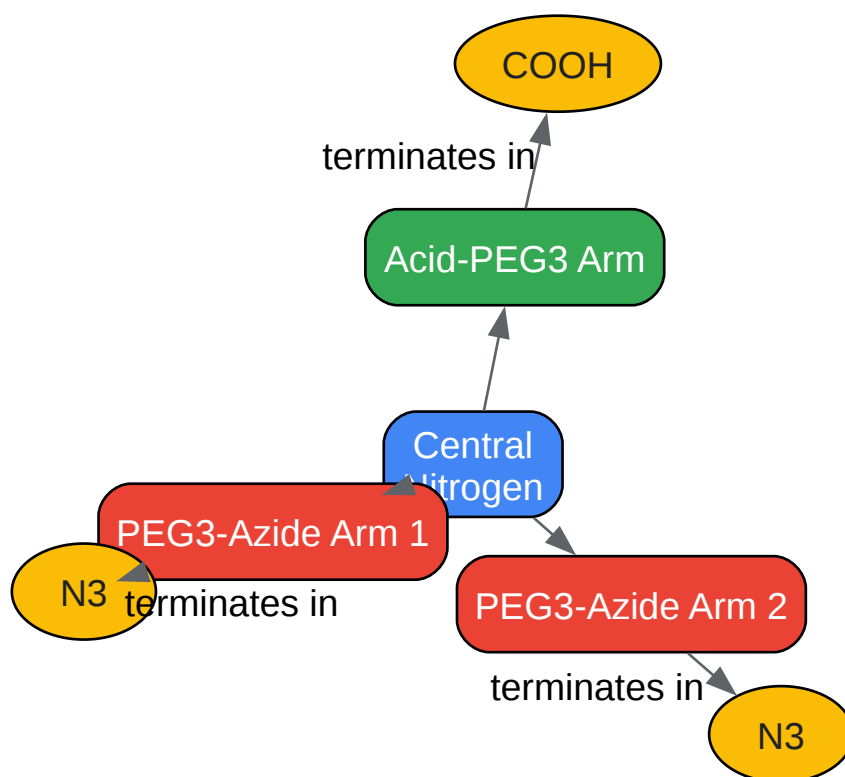 COOH
terminates in
Acid-PEG3 Arm
Central
Nitrogen
PEG3-Azide Arm 1
N3
terminates in
PEG3-Azide Arm 2
terminates in
N3